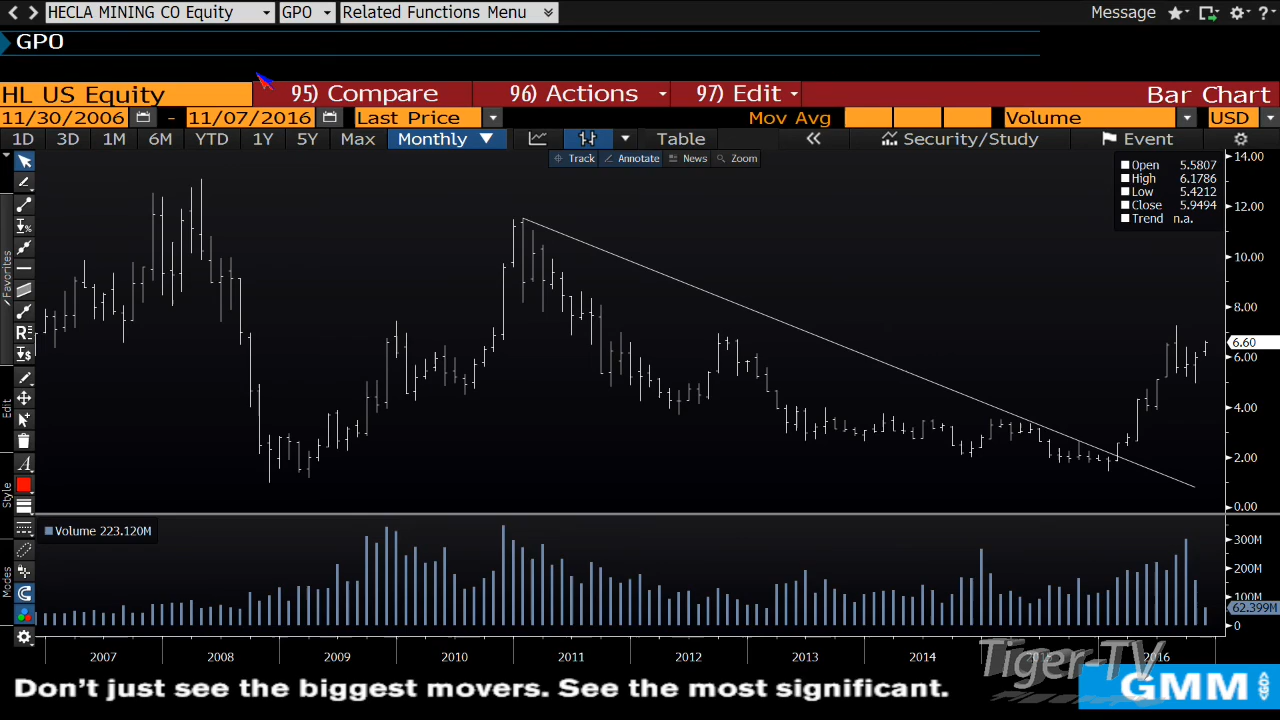 HECLA MINING CO Equity GPO Related Functions Menu Message ?
GPO
HL US Equity 95) Compare 96) Actions 97) Edit Bar Chart
11/30/2006 - 11/07/2016 Last Price Mov Avg Volume USD
1D 3D 1M 6M YTD 1Y 5Y Max Monthly Table Security/Study Event
Track Annotate News Zoom
Open 5.5807
High 6.1786
Low 5.4212
Close 5.9494
Trend n.a.
14.00
12.00
10.00
8.00
6.60
6.00
4.00
2.00
0.00
Favorites
Edit
Style
Modes
Volume 223.120M
300M
200M
100M
62.399M
0
2007 2008 2009 2010 2011 2012 2013 2014 2015 2016
Tiger-TV
Don't just see the biggest movers. See the most significant.
GMM